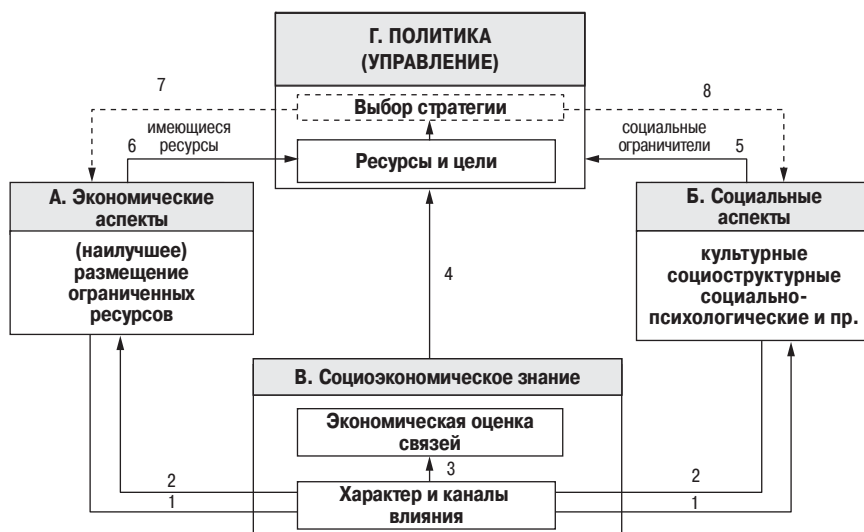 Г. ПОЛИТИКА
(УПРАВЛЕНИЕ)
7
8
Выбор стратегии
имеющиеся
ресурсы
6
социальные
ограничители
5
Ресурсы и цели
А. Экономические
аспекты
Б. Социальные
аспекты
(наилучшее)
размещение
ограниченных
ресурсов
культурные
социоструктурные
социально-
психологические и пр.
4
В. Социоэкономическое знание
Экономическая оценка
связей
3
2
2
1
1
Характер и каналы
влияния